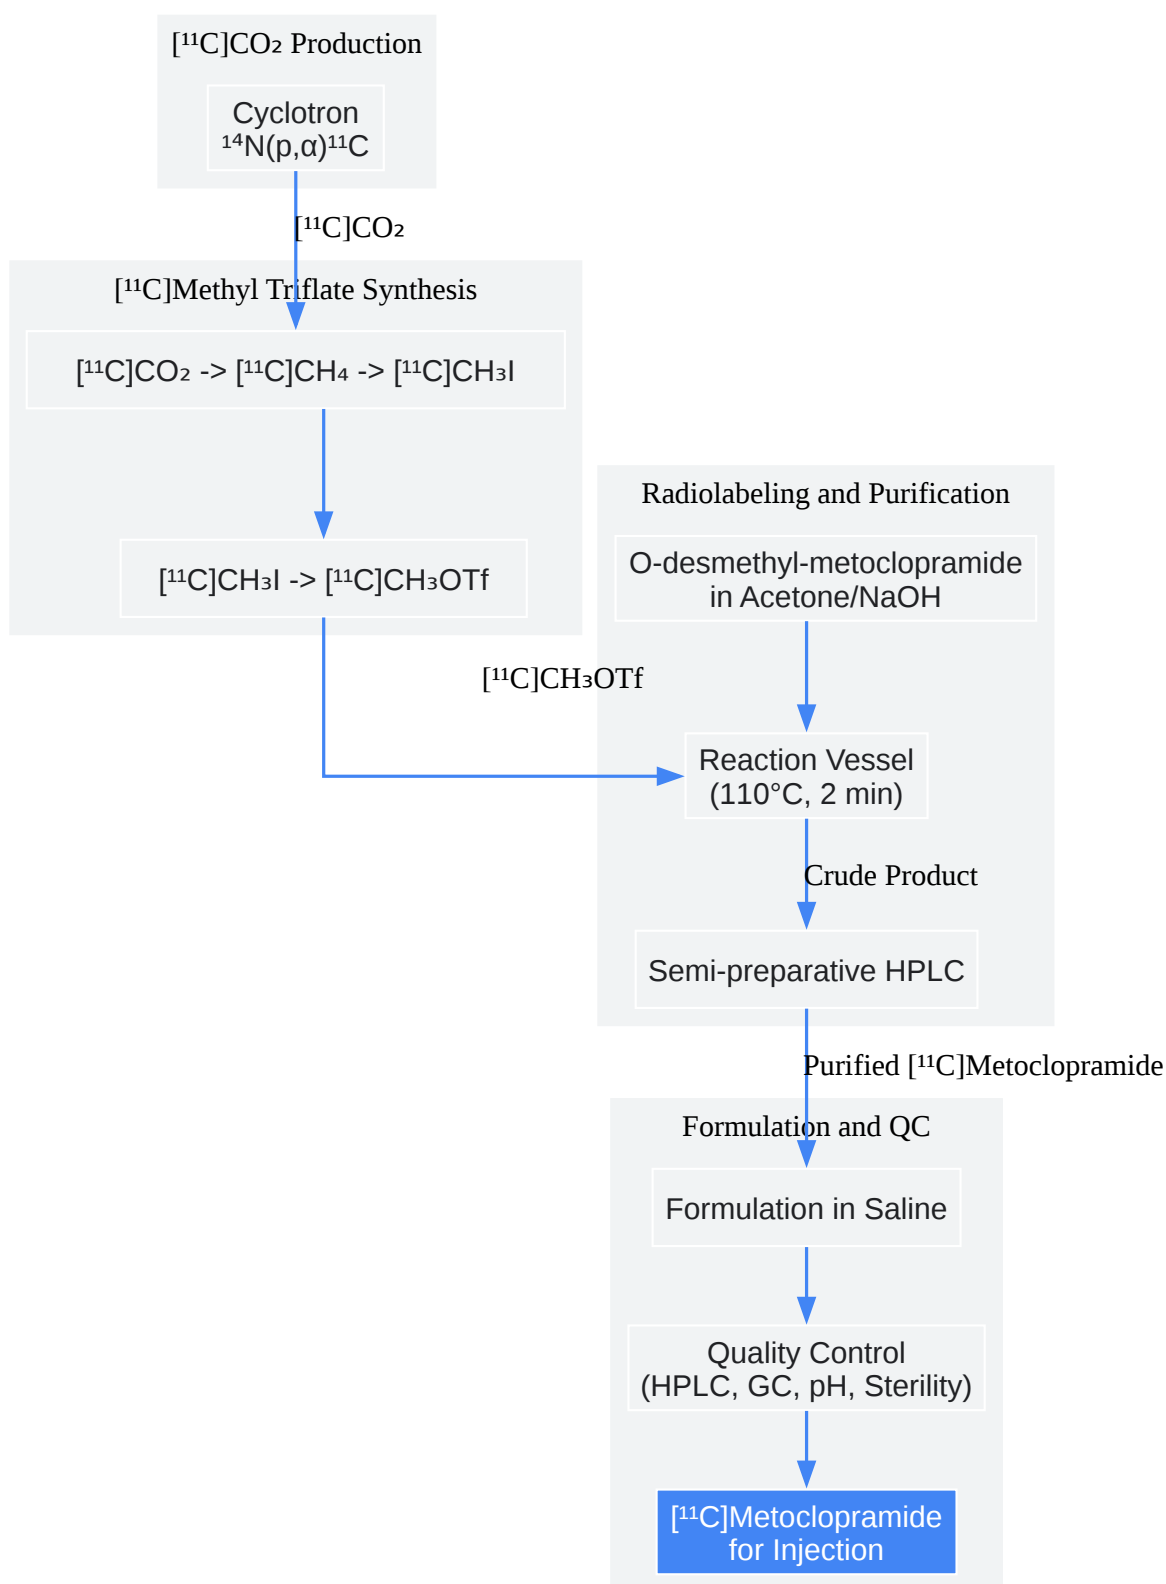 [¹¹C]CO₂ Production
Cyclotron
¹⁴N(p,α)¹¹C
[¹¹C]CO₂
[¹¹C]Methyl Triflate Synthesis
[¹¹C]CO₂ -> [¹¹C]CH₄ -> [¹¹C]CH₃I
[¹¹C]CH₃I -> [¹¹C]CH₃OTf
[¹¹C]CH₃OTf
Radiolabeling and Purification
O-desmethyl-metoclopramide
in Acetone/NaOH
Reaction Vessel
(110°C, 2 min)
Crude Product
Semi-preparative HPLC
Purified [¹¹C]Metoclopramide
Formulation and QC
Formulation in Saline
Quality Control
(HPLC, GC, pH, Sterility)
[¹¹C]Metoclopramide
for Injection